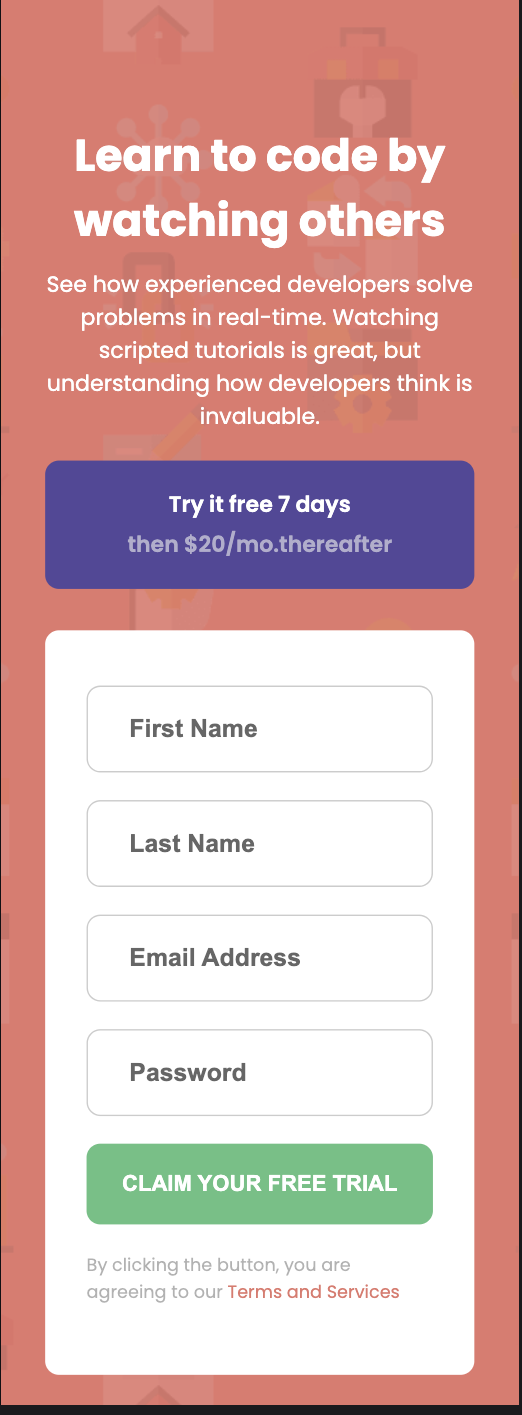 Learn to code by
watching others
See how experienced developers solve
problems in real-time. Watching
scripted tutorials is great, but
understanding how developers think is
invaluable.
Try it free 7 days
then $20/mo.thereafter
First Name
Last Name
Email Address
Password
CLAIM YOUR FREE TRIAL
By clicking the button, you are
agreeing to our Terms and Services